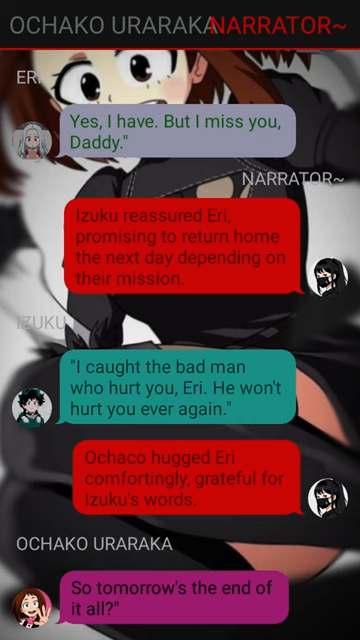 OCHAKO URARAKA NARRATOR~
ERI
Yes, I have. But I miss you,
Daddy."
NARRATOR~
Izuku reassured Eri,
promising to return home
the next day depending on
their mission.
IZUKU
"I caught the bad man
who hurt you, Eri. He won't
hurt you ever again."
Ochaco hugged Eri
comfortingly, grateful for
Izuku's words.
OCHAKO URARAKA
So tomorrow's the end of
it all?"